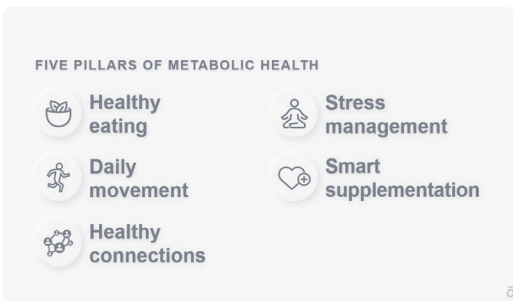 FIVE PILLARS OF METABOLIC HEALTH
Healthy
eating
Daily
movement
Healthy
connections
Stress
management
Smart
supplementation